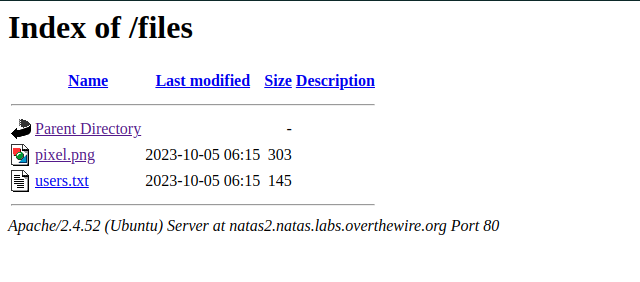 Index of /files
Name Last modified Size Description
Parent Directory -
pixel.png 2023-10-05 06:15 303
users.txt 2023-10-05 06:15 145
Apache/2.4.52 (Ubuntu) Server at natas2.natas.labs.overthewire.org Port 80